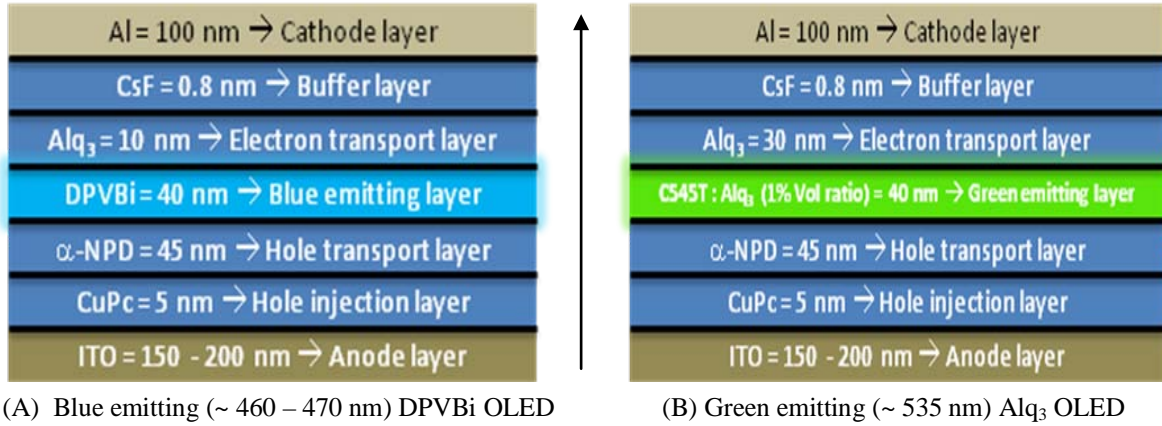 Al = 100 nm → Cathode layer
CsF = 0.8 nm → Buffer layer
Alq₃ = 10 nm → Electron transport layer
DPVBi = 40 nm → Blue emitting layer
α-NPD = 45 nm → Hole transport layer
CuPc = 5 nm → Hole injection layer
ITO = 150 - 200 nm → Anode layer
(A) Blue emitting (~ 460 – 470 nm) DPVBi OLED
Al = 100 nm → Cathode layer
CsF = 0.8 nm → Buffer layer
Alq₃ = 30 nm → Electron transport layer
C545T : Alq₃ (1% Vol ratio) = 40 nm → Green emitting layer
α-NPD = 45 nm → Hole transport layer
CuPc = 5 nm → Hole injection layer
ITO = 150 - 200 nm → Anode layer
(B) Green emitting (~ 535 nm) Alq₃ OLED